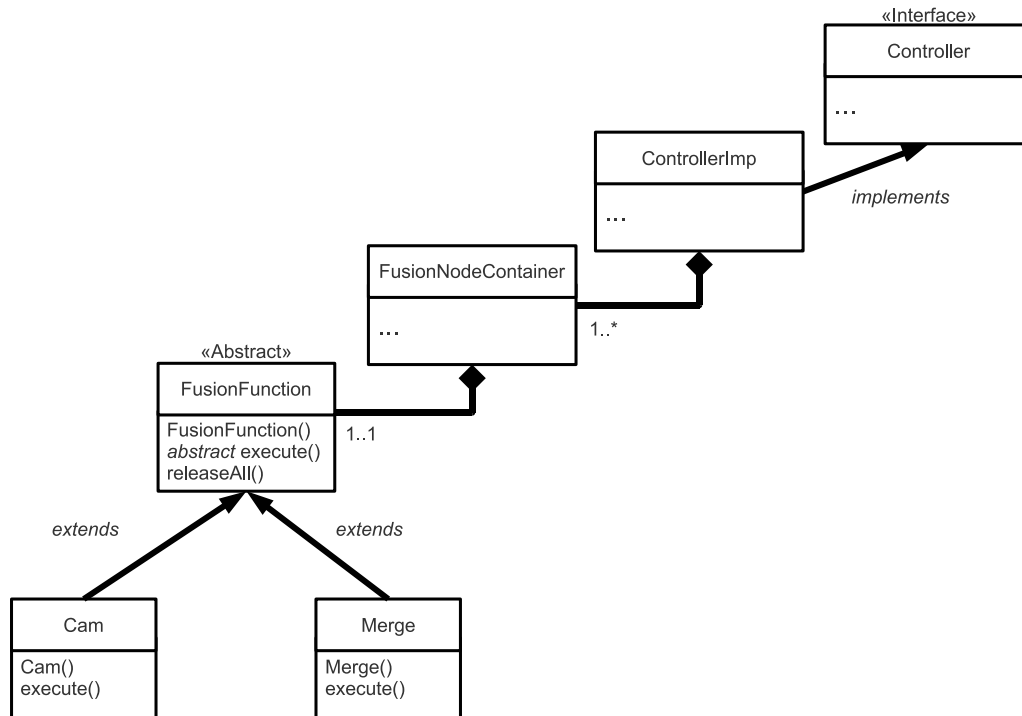 «Interface»
Controller
...
ControllerImp
...
implements
FusionNodeContainer
...
1..*
«Abstract»
FusionFunction
FusionFunction()
abstract execute()
releaseAll()
1..1
extends
extends
Cam
Cam()
execute()
Merge
Merge()
execute()